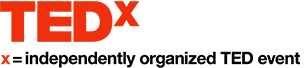 TEDx
x = independently organized TED event